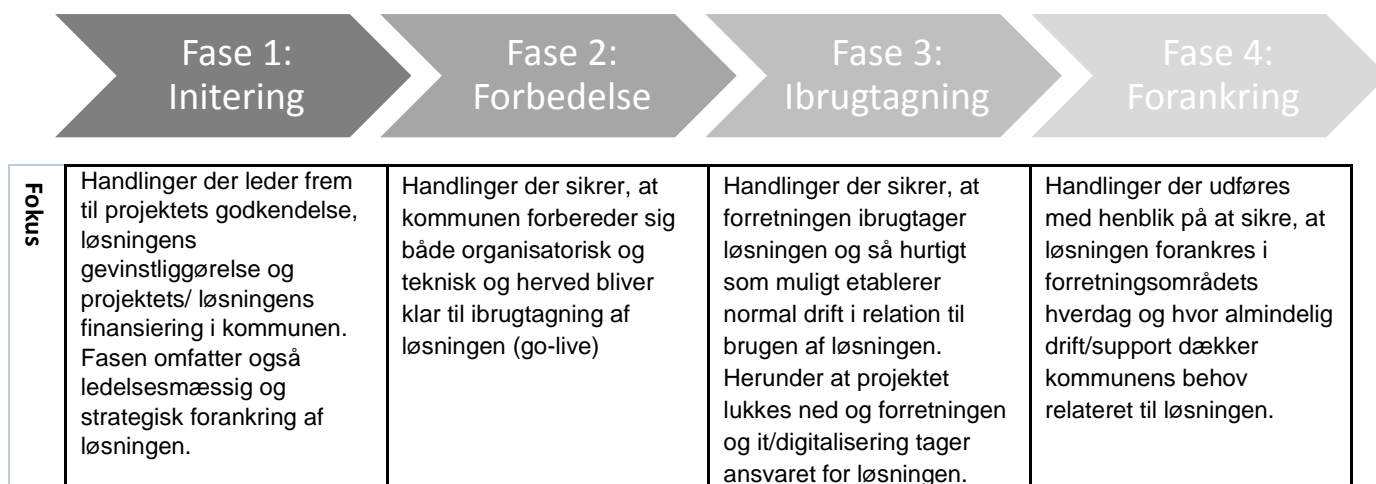 Fase 1:
Initering
Fase 2:
Forbedelse
Fase 3:
Ibrugtagning
Fase 4:
Forankring
Fokus
Handlinger der leder frem
til projektets godkendelse,
løsningens
gevinstliggørelse og
projektets/ løsningens
finansiering i kommunen.
Fasen omfatter også
ledelsesmæssig og
strategisk forankring af
løsningen.
Handlinger der sikrer, at
kommunen forbereder sig
både organisatorisk og
teknisk og herved bliver
klar til ibrugtagning af
løsningen (go-live)
Handlinger der sikrer, at
forretningen ibrugtager
løsningen og så hurtigt
som muligt etablerer
normal drift i relation til
brugen af løsningen.
Herunder at projektet
lukkes ned og forretningen
og it/digitalisering tager
ansvaret for løsningen.
Handlinger der udføres
med henblik på at sikre, at
løsningen forankres i
forretningsområdets
hverdag og hvor almindelig
drift/support dækker
kommunens behov
relateret til løsningen.